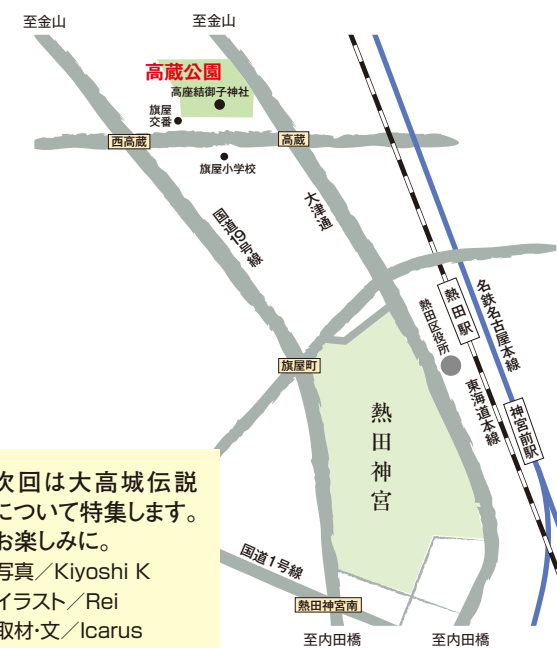 至金山
至金山
高蔵公園
高座結御子神社
旗屋
交番
西高蔵
高蔵
旗屋小学校
国道19号線
大津通
熱田駅
名鉄名古屋本線
熱田区役所
東海道本線
神宮前駅
旗屋町
熱田神宮
次回は大高城伝説
について特集します。
お楽しみに。
写真／Kiyoshi K
イラスト／Rei
取材・文／Icarus
国道1号線
熱田神宮南
至内田橋
至内田橋